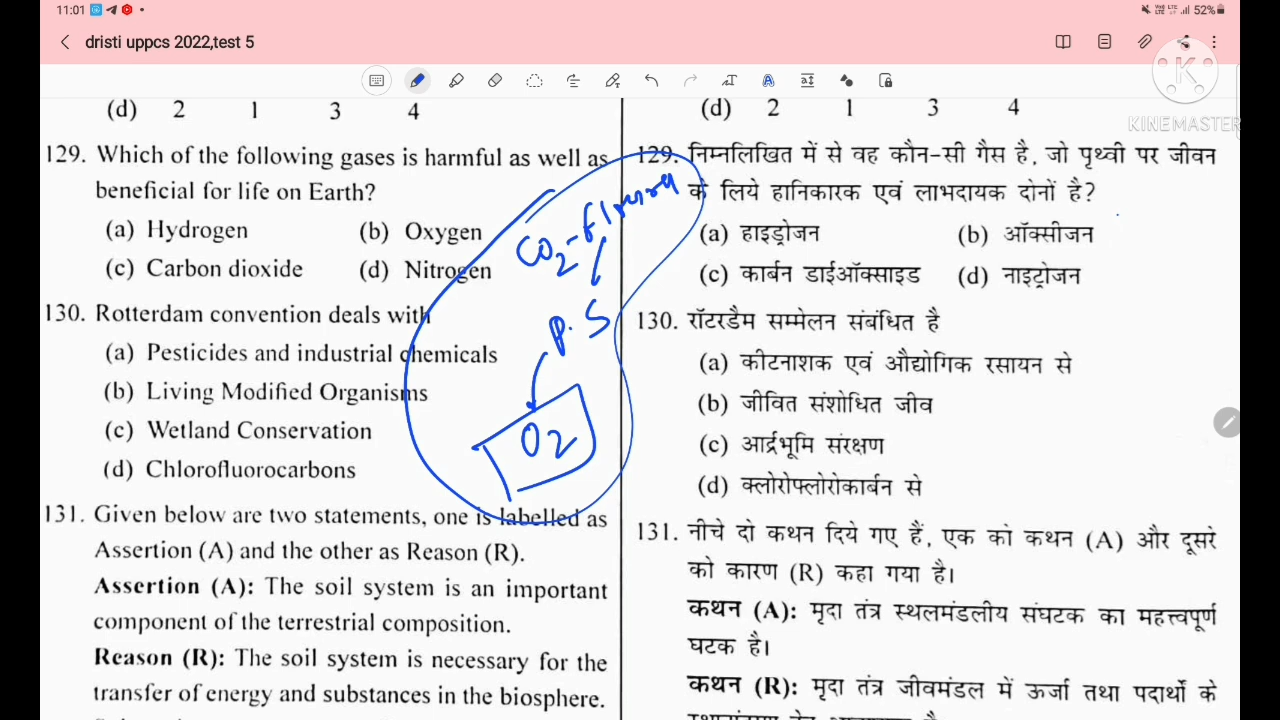 11:01
52%
dristi uppcs 2022,test 5
KINEMASTER
(d) 2 1 3 4
129. Which of the following gases is harmful as well as
beneficial for life on Earth?
(a) Hydrogen (b) Oxygen
(c) Carbon dioxide (d) Nitrogen
130. Rotterdam convention deals with
(a) Pesticides and industrial chemicals
(b) Living Modified Organisms
(c) Wetland Conservation
(d) Chlorofluorocarbons
131. Given below are two statements, one is labelled as
Assertion (A) and the other as Reason (R).
Assertion (A): The soil system is an important
component of the terrestrial composition.
Reason (R): The soil system is necessary for the
transfer of energy and substances in the biosphere.
CO2 -
P.S
O2
(d) 2 1 3 4
129. निम्नलिखित में से वह कौन-सी गैस है, जो पृथ्वी पर जीवन
के लिये हानिकारक एवं लाभदायक दोनों है?
(a) हाइड्रोजन (b) ऑक्सीजन
(c) कार्बन डाईऑक्साइड (d) नाइट्रोजन
130. रॉटरडैम सम्मेलन संबंधित है
(a) कीटनाशक एवं औद्योगिक रसायन से
(b) जीवित संशोधित जीव
(c) आर्द्रभूमि संरक्षण
(d) क्लोरोफ्लोरोकार्बन से
131. नीचे दो कथन दिये गए हैं, एक को कथन (A) और दूसरे
को कारण (R) कहा गया है।
कथन (A): मृदा तंत्र स्थलमंडलीय संघटक का महत्त्वपूर्ण
घटक है।
कथन (R): मृदा तंत्र जीवमंडल में ऊर्जा तथा पदार्थों के